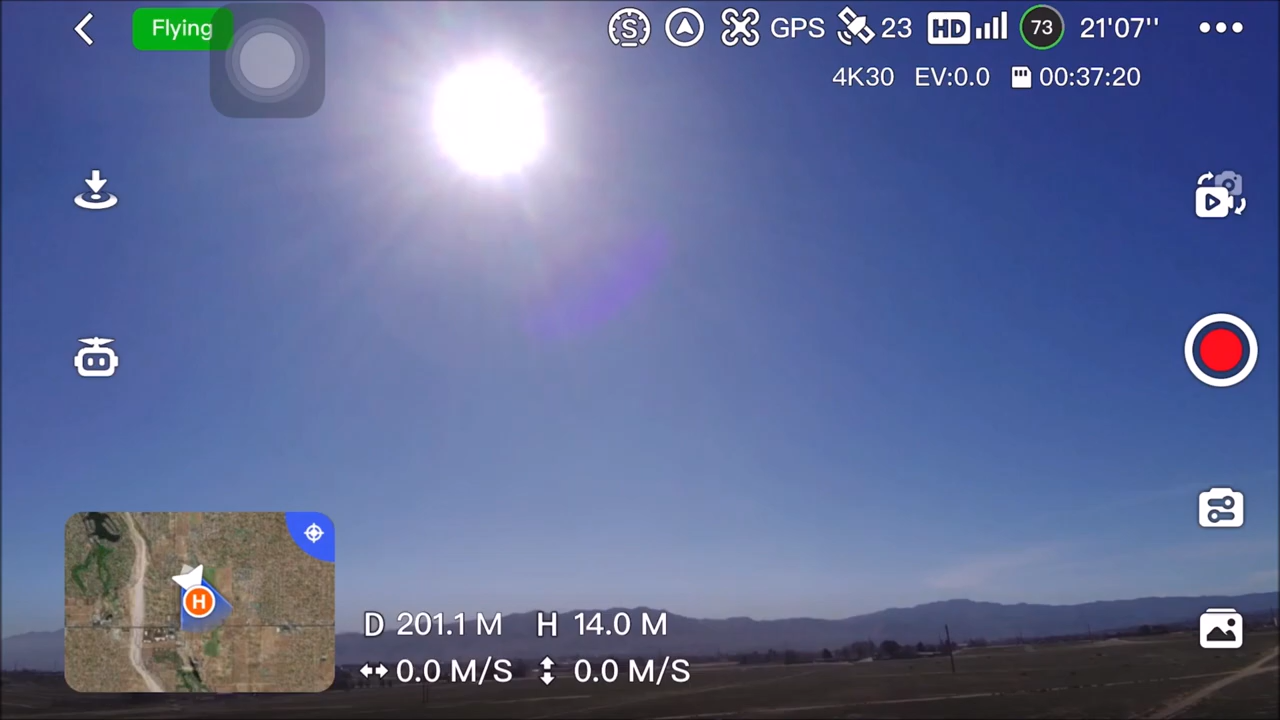 Flying
S GPS 23 HD 73 21'07''
4K30 EV:0.0 00:37:20
H
D 201.1 M H 14.0 M
0.0 M/S 0.0 M/S